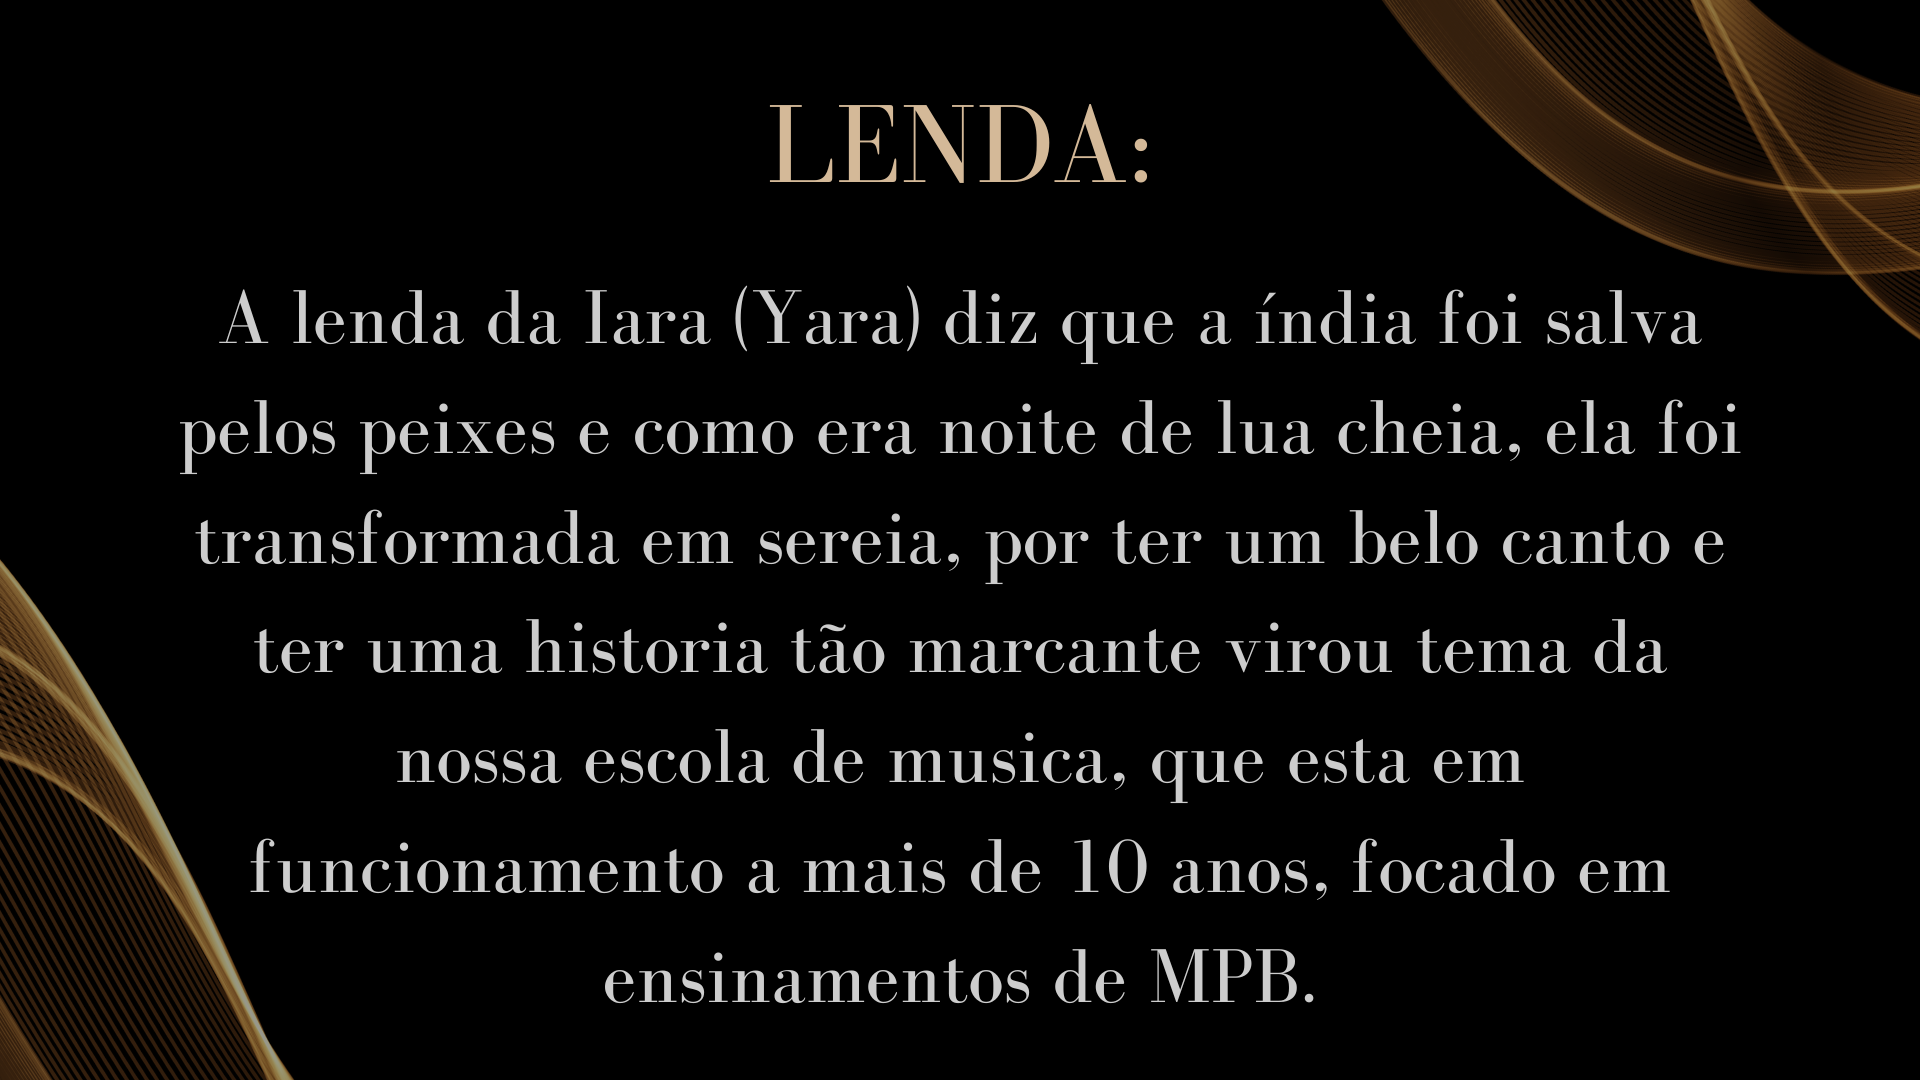 LENDA:
A lenda da Iara (Yara) diz que a índia foi salva
pelos peixes e como era noite de lua cheia, ela foi
transformada em sereia, por ter um belo canto e
ter uma historia tão marcante virou tema da
nossa escola de musica, que esta em
funcionamento a mais de 10 anos, focado em
ensinamentos de MPB.